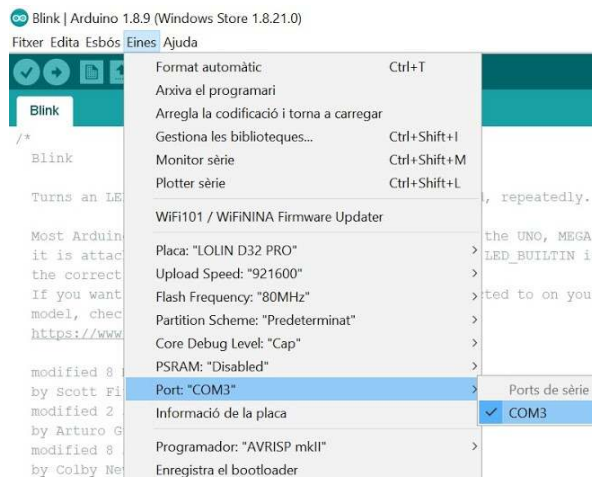 Blink | Arduino 1.8.9 (Windows Store 1.8.21.0)
Fitxer Edita Esbós Eines Ajuda
Blink
Format automàtic Ctrl+T
Arxiva el programari
Arregla la codificació i torna a carregar
Gestiona les biblioteques... Ctrl+Shift+I
Monitor sèrie Ctrl+Shift+M
Plotter sèrie Ctrl+Shift+L
WiFi101 / WiFiNINA Firmware Updater
Placa: "LOLIN D32 PRO"
Upload Speed: "921600"
Flash Frequency: "80MHz"
Partition Scheme: "Predeterminat"
Core Debug Level: "Cap"
PSRAM: "Disabled"
Port: "COM3"
Informació de la placa
Programador: "AVRISP mkII"
Enregistra el bootloader
Ports de sèrie
COM3
/*
Blink
Turns an LE , repeatedly.
Most Arduin the UNO, MEGA
it is attac LED_BUILTIN i
the correct
If you want cted to on you
model, chec
https://www
modified 8
by Scott Fi
modified 2
by Arturo G
modified 8
by Colby Ne